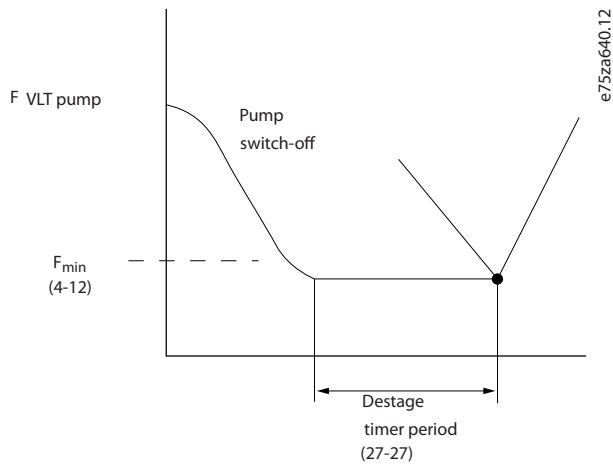 e75za640.12
F VLT pump
Pump
switch-off
Fmin
(4-12)
Destage
timer period
(27-27)